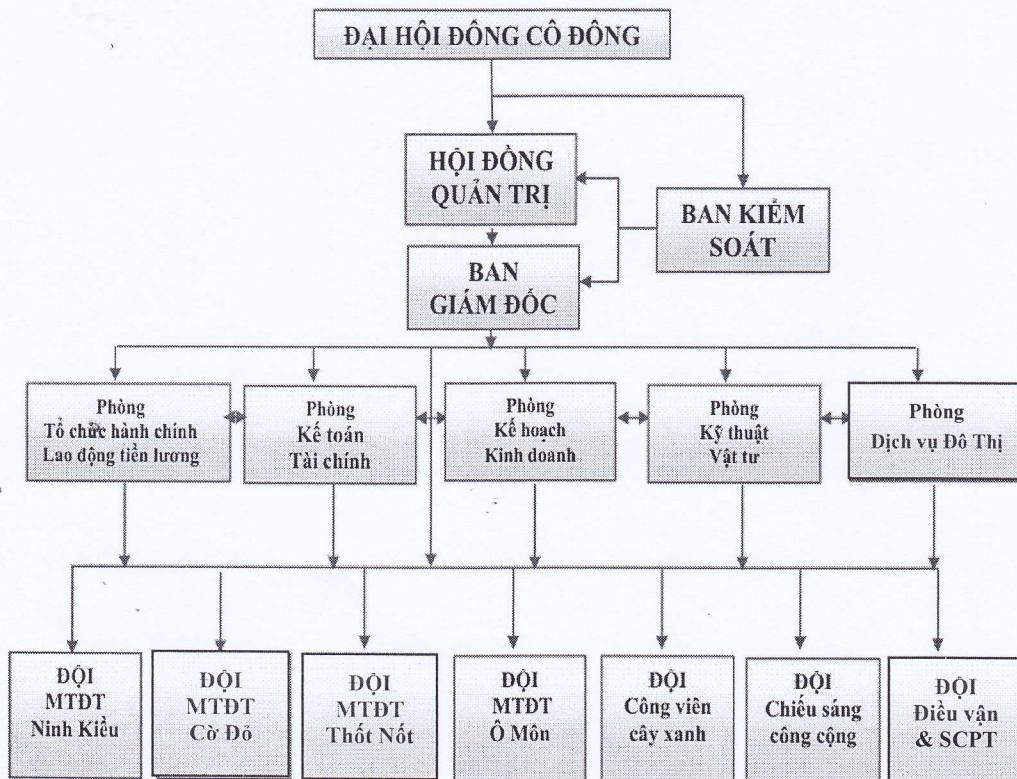 ĐẠI HỘI ĐỒNG CỔ ĐÔNG
HỘI ĐỒNG
QUẢN TRỊ
BAN KIỂM
SOÁT
BAN
GIÁM ĐỐC
Phòng
Tổ chức hành chính
Lao động tiền lương
Phòng
Kế toán
Tài chính
Phòng
Kế hoạch
Kinh doanh
Phòng
Kỹ thuật
Vật tư
Phòng
Dịch vụ Đô Thị
ĐỘI
MTĐT
Ninh Kiều
ĐỘI
MTĐT
Cờ Đỏ
ĐỘI
MTĐT
Thốt Nốt
ĐỘI
MTĐT
Ô Môn
ĐỘI
Công viên
cây xanh
ĐỘI
Chiếu sáng
công cộng
ĐỘI
Điều vận
& SCPT